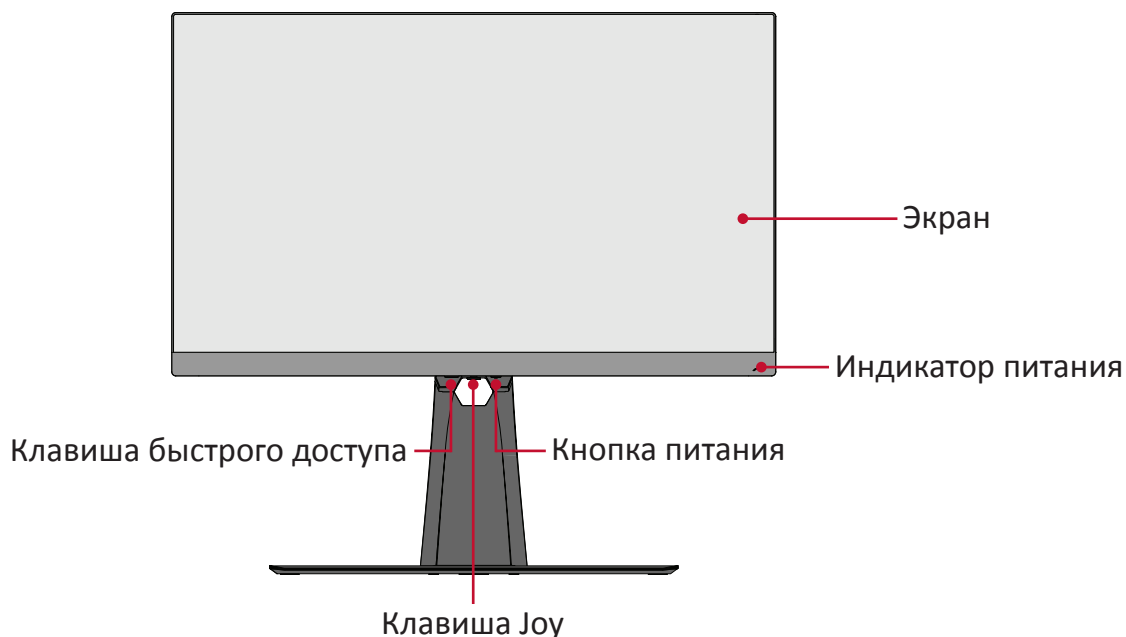 Экран
Индикатор питания
Клавиша быстрого доступа
Кнопка питания
Клавиша Joy